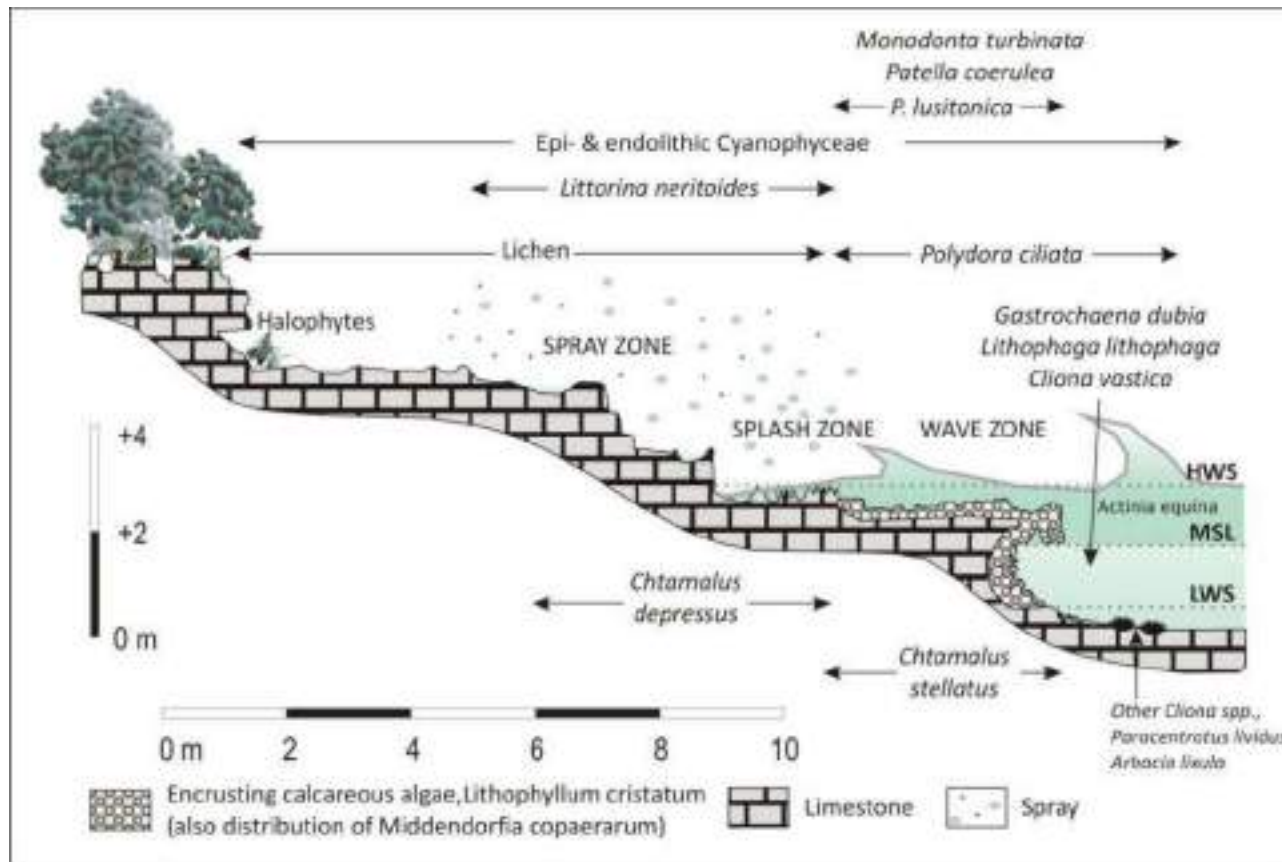 Monodonta turbinata
Patella coerulea
P. lusitanica
Epi- & endolithic Cyanophyceae
Littorina neritoides
Lichen
Polydora ciliata
Halophytes
SPRAY ZONE
Gastrochaena dubia
Lithophaga lithophaga
Cliona vastica
SPLASH ZONE
WAVE ZONE
+4
HWS
Actinia equina
+2
MSL
LWS
Chtamalus
depressus
0 m
Chtamalus
stellatus
Other Cliona spp.,
Paracentratus lividus
Arbacia lixula
0 m 2 4 6 8 10
Encrusting calcareous algae,Lithophyllum cristatum
(also distribution of Middendorfia copaerarum)
Limestone
Spray